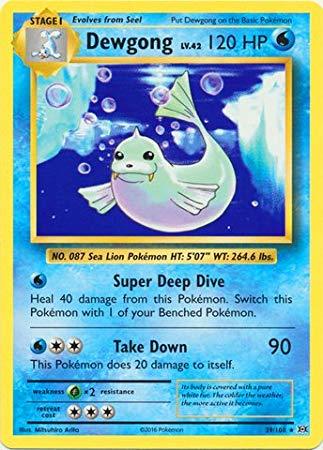 STAGE 1 Evolves from Seel Put Dewgong on the Basic Pokémon
Dewgong LV.42 120 HP
NO. 087 Sea Lion Pokémon HT: 5'07" WT: 264.6 lbs.
Super Deep Dive
Heal 40 damage from this Pokémon. Switch this
Pokémon with 1 of your Benched Pokémon.
Take Down 90
This Pokémon does 20 damage to itself.
weakness ×2 resistance
retreat
cost
Its body is covered with a pure
white fur. The colder the weather,
the more active it becomes.
Illus. Mitsuhiro Arita ©2016 Pokémon 28/108 ★